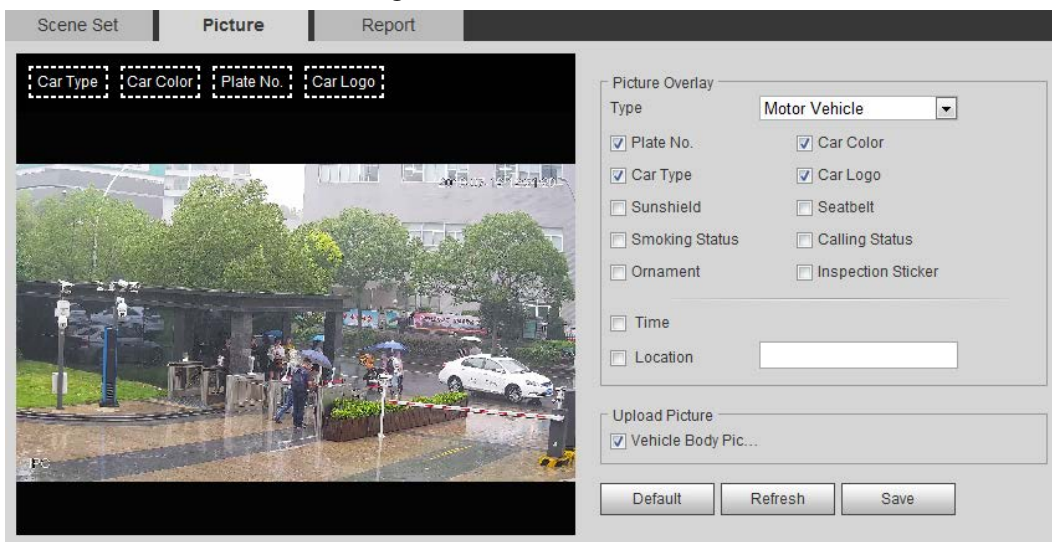 Scene Set Picture Report
Car Type Car Color Plate No. Car Logo
Picture Overlay
Type Motor Vehicle
Plate No. Car Color
Car Type Car Logo
Sunshield Seatbelt
Smoking Status Calling Status
Ornament Inspection Sticker
Time
Location
Upload Picture
Vehicle Body Pic...
Default Refresh Save
IPC